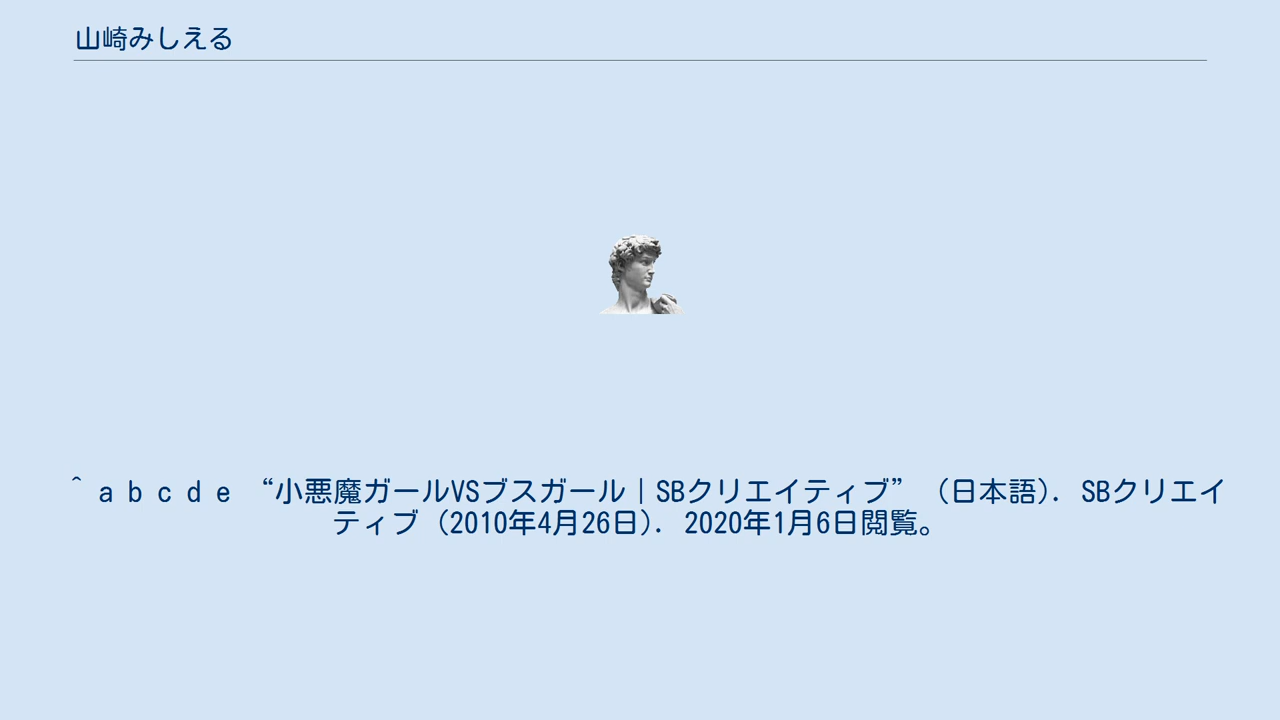 山崎みしえる
^ a b c d e “小悪魔ガールVSブスガール｜SBクリエイティブ” (日本語). SBクリエイ
ティブ (2010年4月26日). 2020年1月6日閲覧。